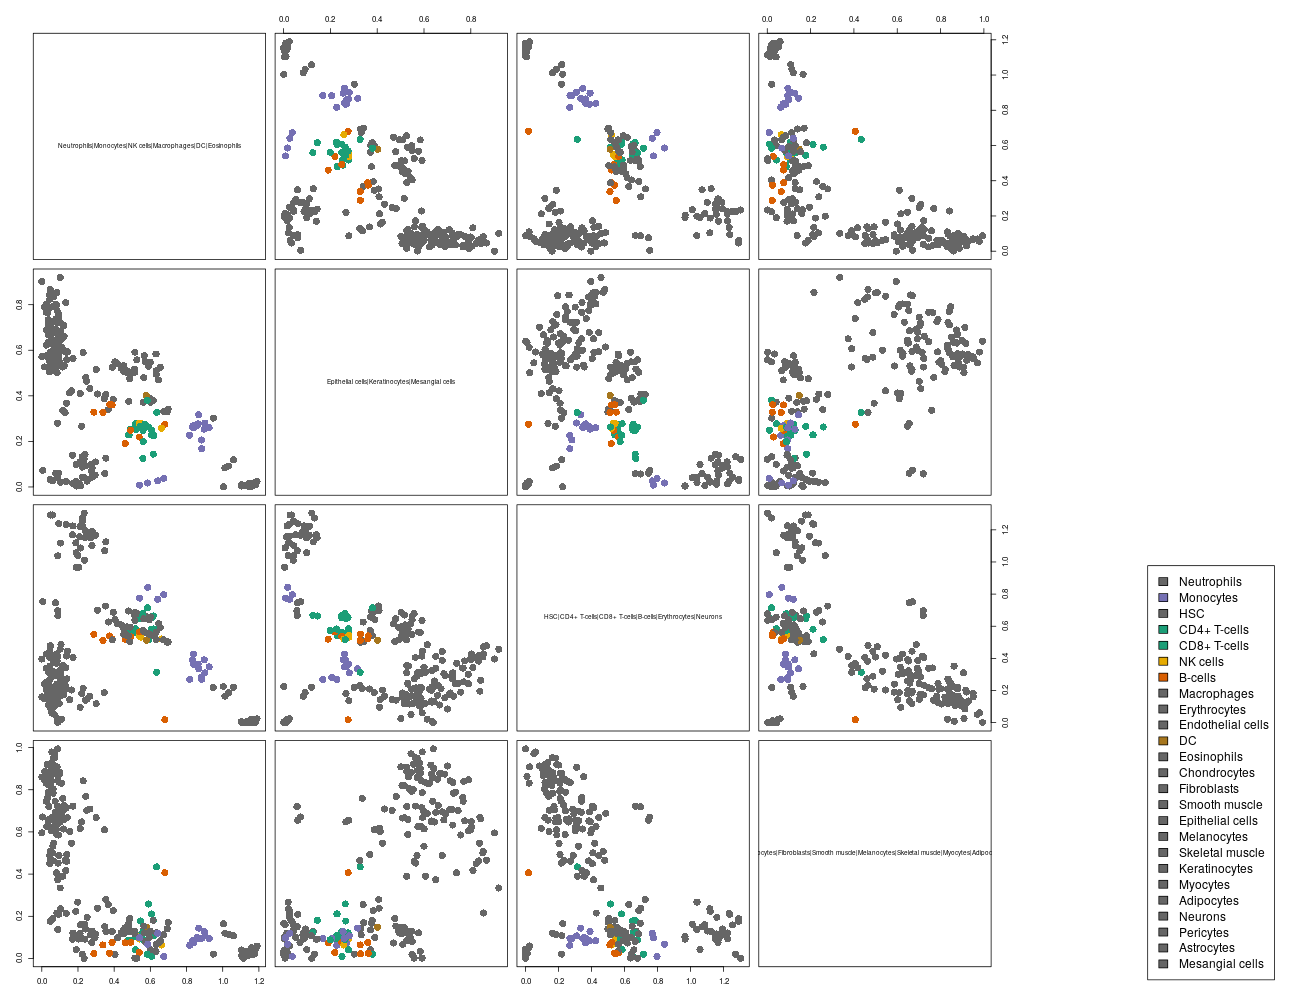 0.0 0.2 0.4 0.6 0.8
0.0 0.2 0.4 0.6 0.8 1.0
Neutrophils|Monocytes|NK cells|Macrophages|DC|Eosinophils
0.0 0.2 0.4 0.6 0.8 1.0 1.2
0.0 0.2 0.4 0.6 0.8
Epithelial cells|Keratinocytes|Mesangial cells
HSC|CD4+ T-cells|CD8+ T-cells|B-cells|Erythrocytes|Neurons
0.0 0.2 0.4 0.6 0.8 1.0 1.2
0.0 0.2 0.4 0.6 0.8 1.0
ocytes|Fibroblasts|Smooth muscle|Melanocytes|Skeletal muscle|Myocytes|Adipoc
0.0 0.2 0.4 0.6 0.8 1.0 1.2
0.0 0.2 0.4 0.6 0.8 1.0 1.2
Neutrophils
Monocytes
HSC
CD4+ T-cells
CD8+ T-cells
NK cells
B-cells
Macrophages
Erythrocytes
Endothelial cells
DC
Eosinophils
Chondrocytes
Fibroblasts
Smooth muscle
Epithelial cells
Melanocytes
Skeletal muscle
Keratinocytes
Myocytes
Adipocytes
Neurons
Pericytes
Astrocytes
Mesangial cells